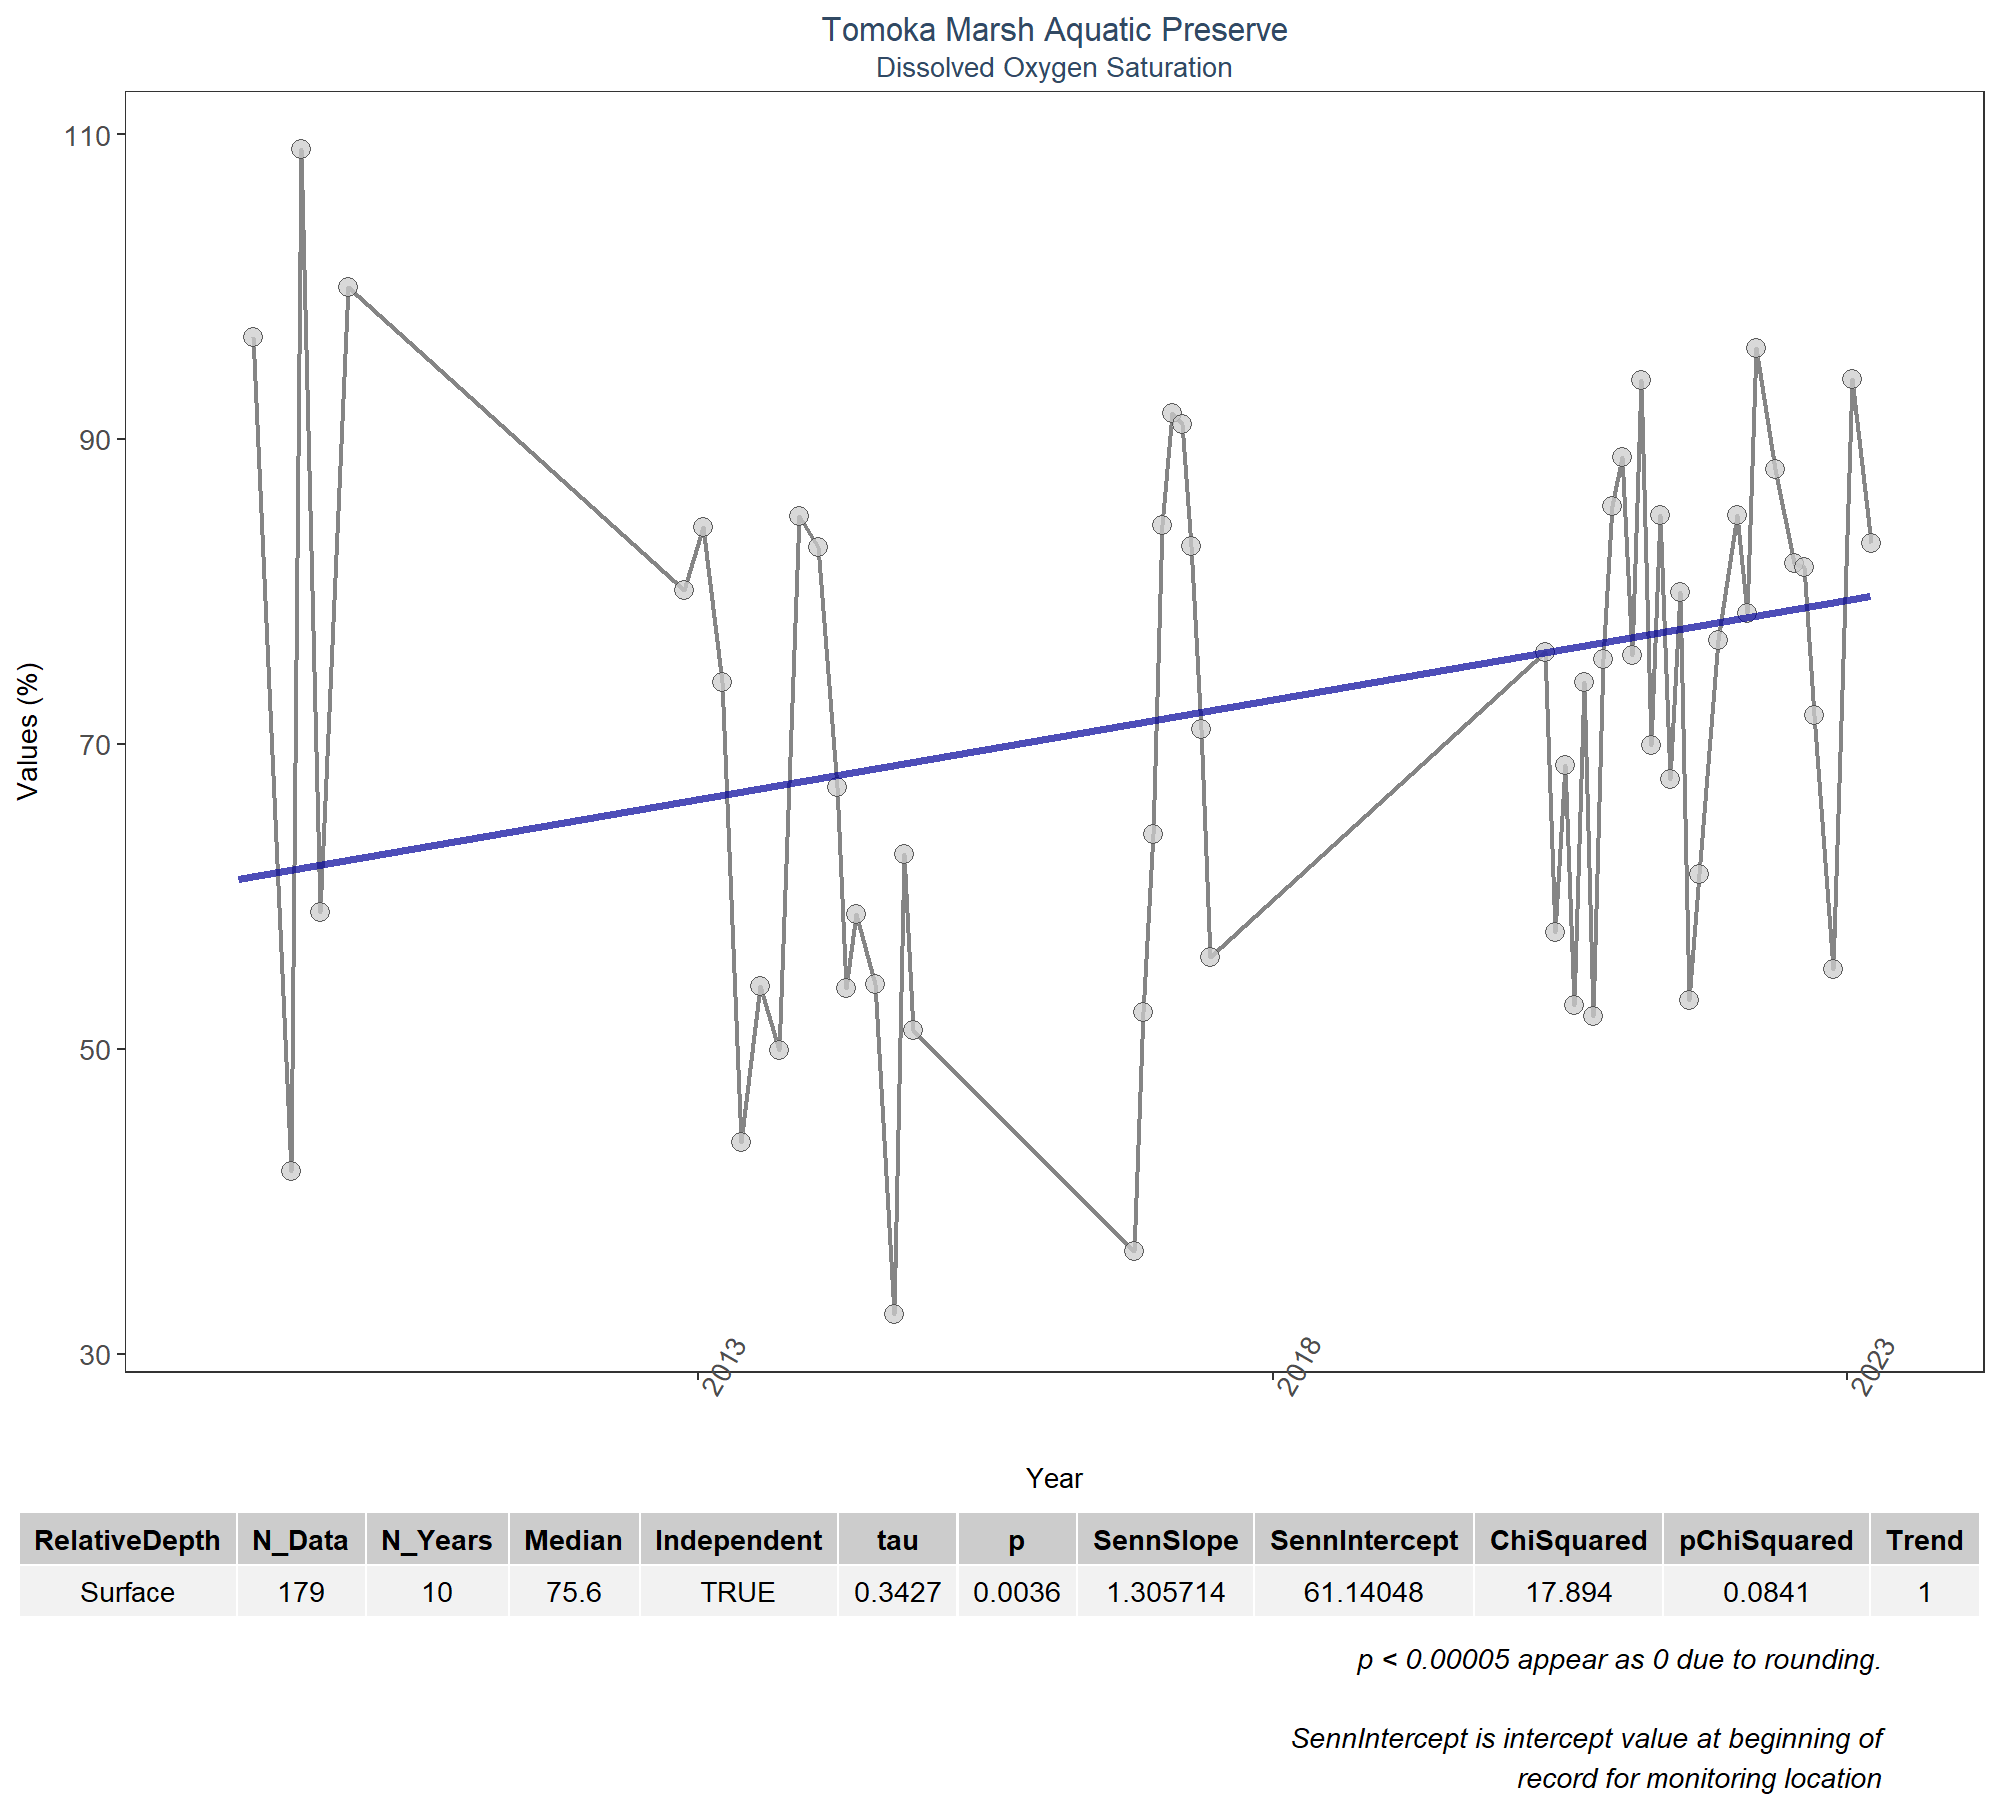 Tomoka Marsh Aquatic Preserve
Dissolved Oxygen Saturation
110
90
70
50
30
Values (%)
2013 2018 2023
Year
RelativeDepth N_Data N_Years Median Independent tau p SennSlope SennIntercept ChiSquared pChiSquared Trend
Surface 179 10 75.6 TRUE 0.3427 0.0036 1.305714 61.14048 17.894 0.0841 1
p < 0.00005 appear as 0 due to rounding.
SennIntercept is intercept value at beginning of
record for monitoring location